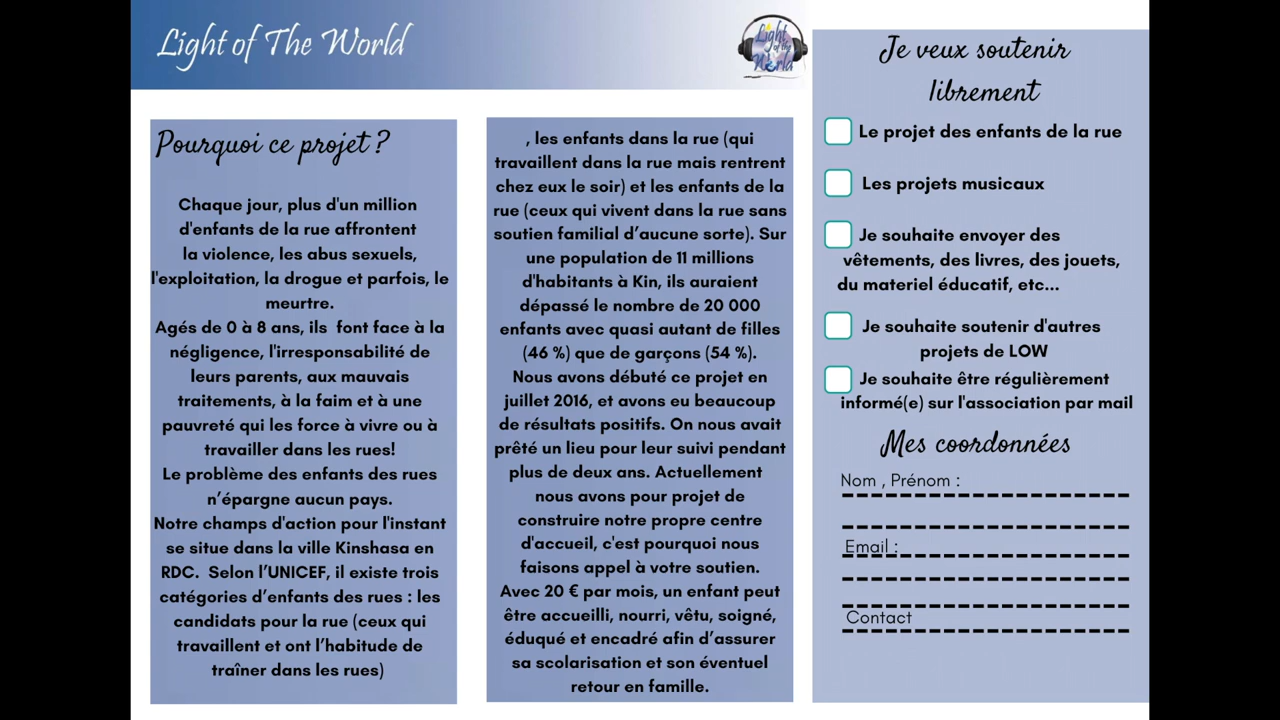 Light of The World
Light
of the
World
Pourquoi ce projet ?
Chaque jour, plus d'un million
d'enfants de la rue affrontent
la violence, les abus sexuels,
l'exploitation, la drogue et parfois, le
meurtre.
Agés de 0 à 8 ans, ils font face à la
négligence, l'irresponsabilité de
leurs parents, aux mauvais
traitements, à la faim et à une
pauvreté qui les force à vivre ou à
travailler dans les rues!
Le problème des enfants des rues
n'épargne aucun pays.
Notre champs d'action pour l'instant
se situe dans la ville Kinshasa en
RDC. Selon l'UNICEF, il existe trois
catégories d'enfants des rues : les
candidats pour la rue (ceux qui
travaillent et ont l'habitude de
traîner dans les rues)
, les enfants dans la rue (qui
travaillent dans la rue mais rentrent
chez eux le soir) et les enfants de la
rue (ceux qui vivent dans la rue sans
soutien familial d'aucune sorte). Sur
une population de 11 millions
d'habitants à Kin, ils auraient
dépassé le nombre de 20 000
enfants avec quasi autant de filles
(46 %) que de garçons (54 %).
Nous avons débuté ce projet en
juillet 2016, et avons eu beaucoup
de résultats positifs. On nous avait
prêté un lieu pour leur suivi pendant
plus de deux ans. Actuellement
nous avons pour projet de
construire notre propre centre
d'accueil, c'est pourquoi nous
faisons appel à votre soutien.
Avec 20 € par mois, un enfant peut
être accueilli, nourri, vêtu, soigné,
éduqué et encadré afin d'assurer
sa scolarisation et son éventuel
retour en famille.
Je veux soutenir
librement
Le projet des enfants de la rue
Les projets musicaux
Je souhaite envoyer des
vêtements, des livres, des jouets,
du materiel éducatif, etc...
Je souhaite soutenir d'autres
projets de LOW
Je souhaite être régulièrement
informé(e) sur l'association par mail
Mes coordonnées
Nom , Prénom :
Email :
Contact